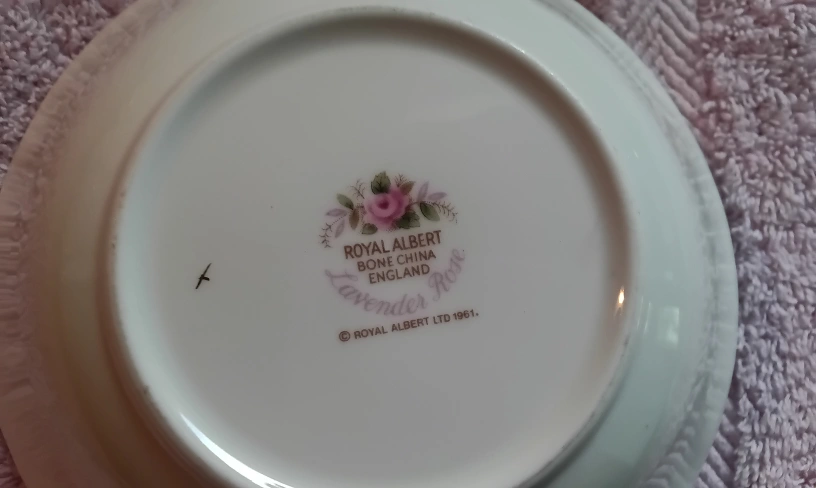 ROYAL ALBERT
BONE CHINA
ENGLAND
Lavender Rose
© ROYAL ALBERT LTD 1961.